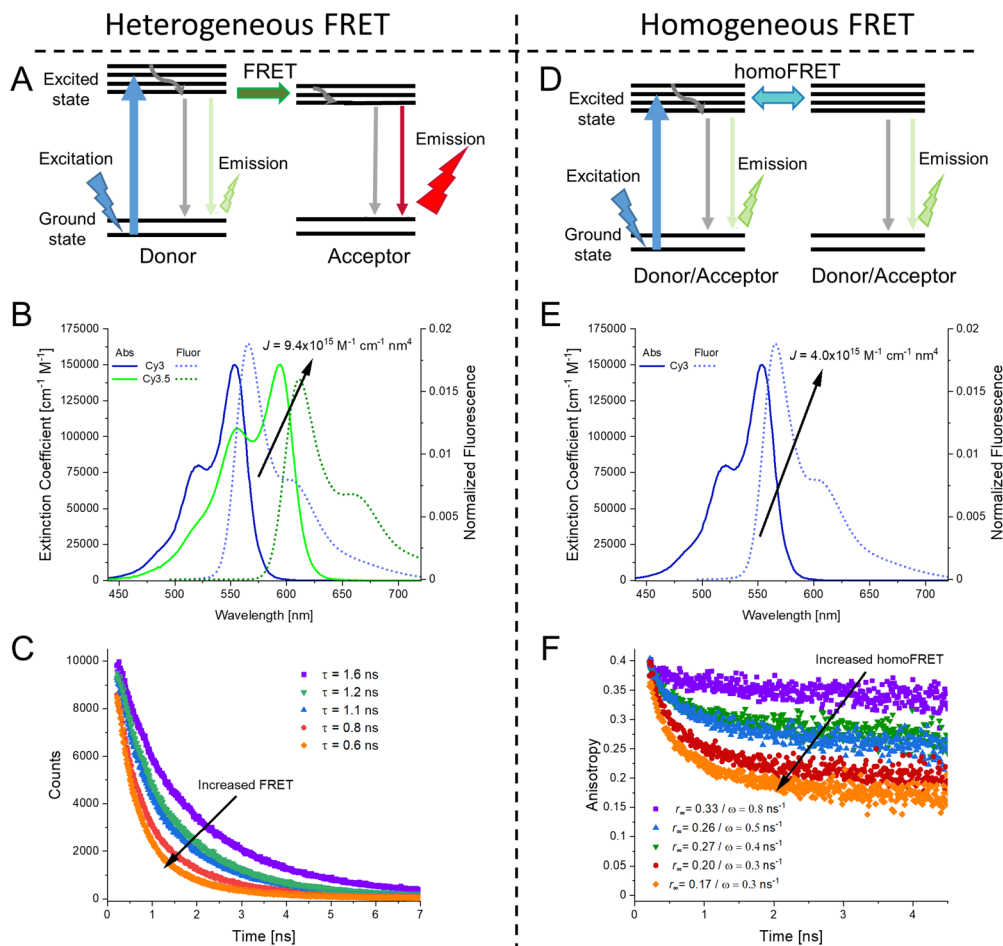 Heterogeneous FRET
Homogeneous FRET
A
Excited
state
FRET
Excitation
Emission
Emission
Ground
state
Donor
Acceptor
D
homoFRET
Excited
state
Excitation
Emission
Emission
Ground
state
Donor/Acceptor
Donor/Acceptor
B
175000
150000
125000
100000
75000
50000
25000
0
Extinction Coefficient [cm⁻¹ M⁻¹]
Abs Fluor
Cy3
Cy3.5
J = 9.4x10¹⁵ M⁻¹ cm⁻¹ nm⁴
0.02
0.015
0.01
0.005
0
Normalized Fluorescence
450 500 550 600 650 700
Wavelength [nm]
E
175000
150000
125000
100000
75000
50000
25000
0
Extinction Coefficient [cm⁻¹ M⁻¹]
Abs Fluor
Cy3
J = 4.0x10¹⁵ M⁻¹ cm⁻¹ nm⁴
0.02
0.015
0.01
0.005
0
Normalized Fluorescence
450 500 550 600 650 700
Wavelength [nm]
C
10000
8000
6000
4000
2000
0
Counts
τ = 1.6 ns
τ = 1.2 ns
τ = 1.1 ns
τ = 0.8 ns
τ = 0.6 ns
Increased FRET
0 1 2 3 4 5 6 7
Time [ns]
F
0.4
0.35
0.3
0.25
0.2
0.15
0.1
0.05
0
Anisotropy
Increased homoFRET
r∞= 0.33 / ω = 0.8 ns⁻¹
r∞= 0.26 / ω = 0.5 ns⁻¹
r∞= 0.27 / ω = 0.4 ns⁻¹
r∞= 0.20 / ω = 0.3 ns⁻¹
r∞= 0.17 / ω = 0.3 ns⁻¹
0 1 2 3 4
Time [ns]